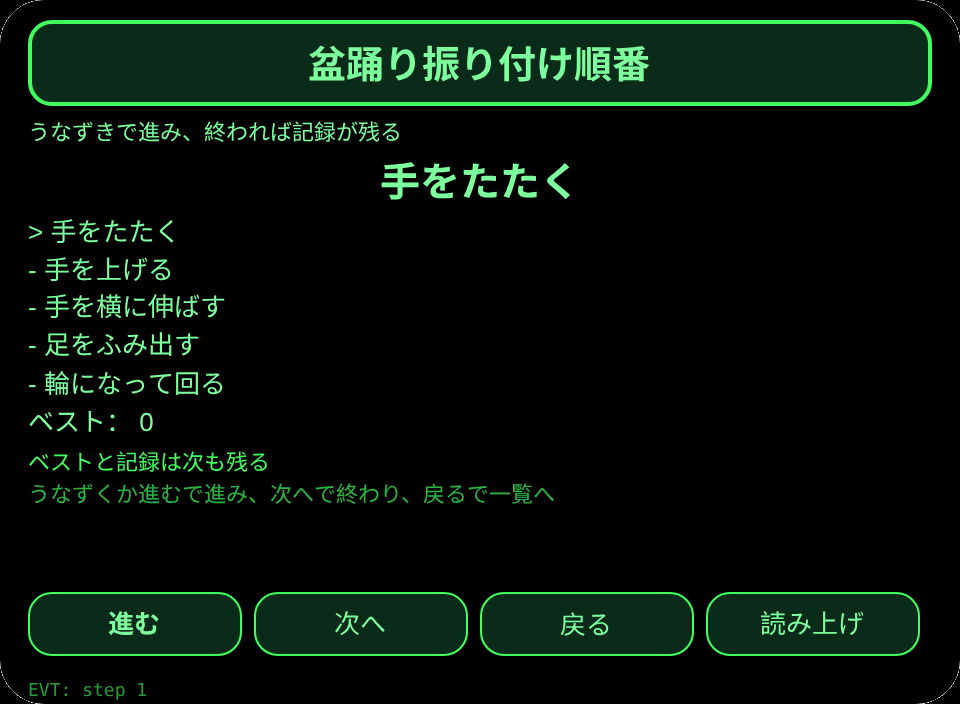 盆踊り振り付け順番
うなずきで進み、終われば記録が残る
手をたたく
> 手をたたく
- 手を上げる
- 手を横に伸ばす
- 足をふみ出す
- 輪になって回る
ベスト： 0
ベストと記録は次も残る
うなずくか進むで進み、次へで終わり、戻るで一覧へ
進む
次へ
戻る
読み上げ
EVT: step 1